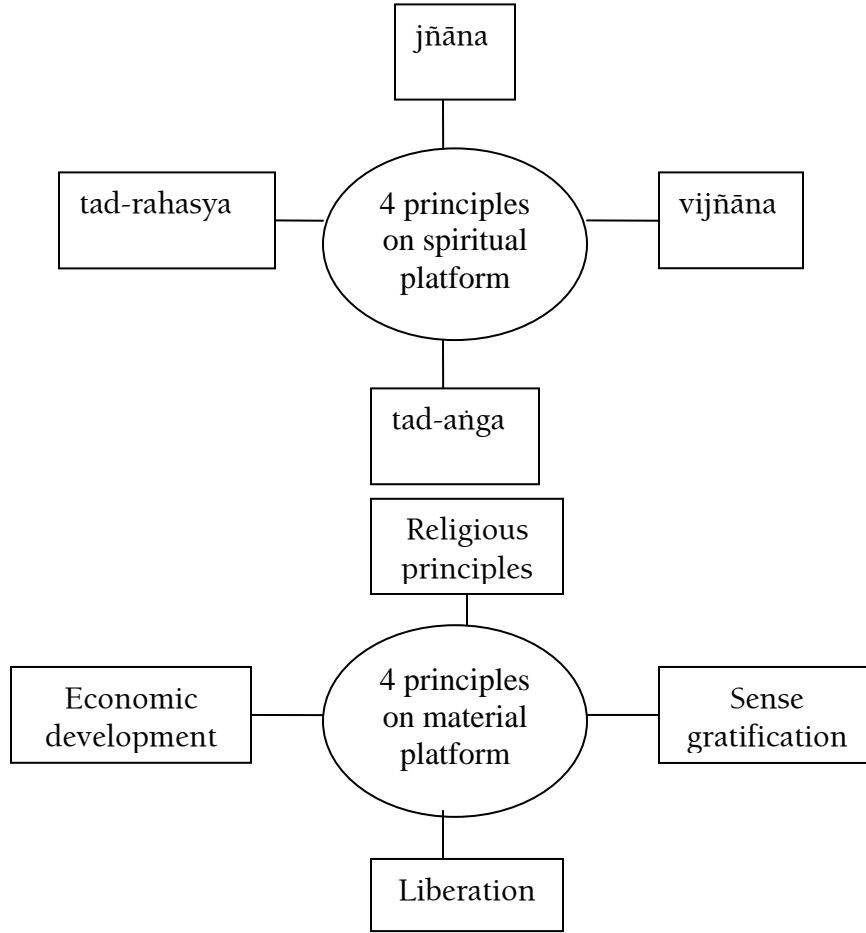 jñāna
tad-rahasya
4 principles
on spiritual
platform
vijñāna
tad-aṅga
Religious
principles
Economic
development
4 principles
on material
platform
Sense
gratification
Liberation